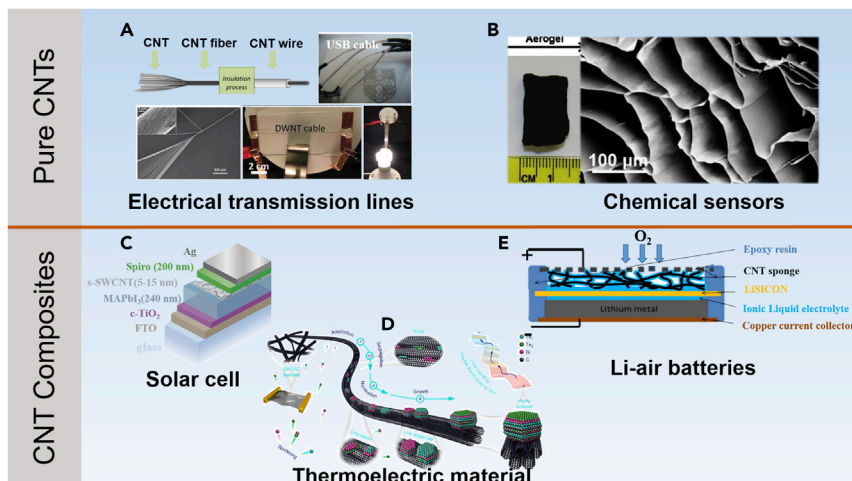 Pure CNTs
A
CNT
CNT fiber
CNT wire
Insulation
process
USB cable
DWNT cable
2 cm
Electrical transmission lines
B
Aerogel
CM
1
100 µm
Chemical sensors
CNT Composites
C
Ag
Spiro (200 nm)
s-SWCNT(5-15 nm)
MAPbI₃(240 nm)
c-TiO₂
FTO
glass
Solar cell
D
Adsorption
Nucleation
Growth
Thermoelectric material
E
O₂
+
-
Epoxy resin
CNT sponge
LiSICON
Ionic Liquid electrolyte
Lithium metal
Copper current collector
Li-air batteries